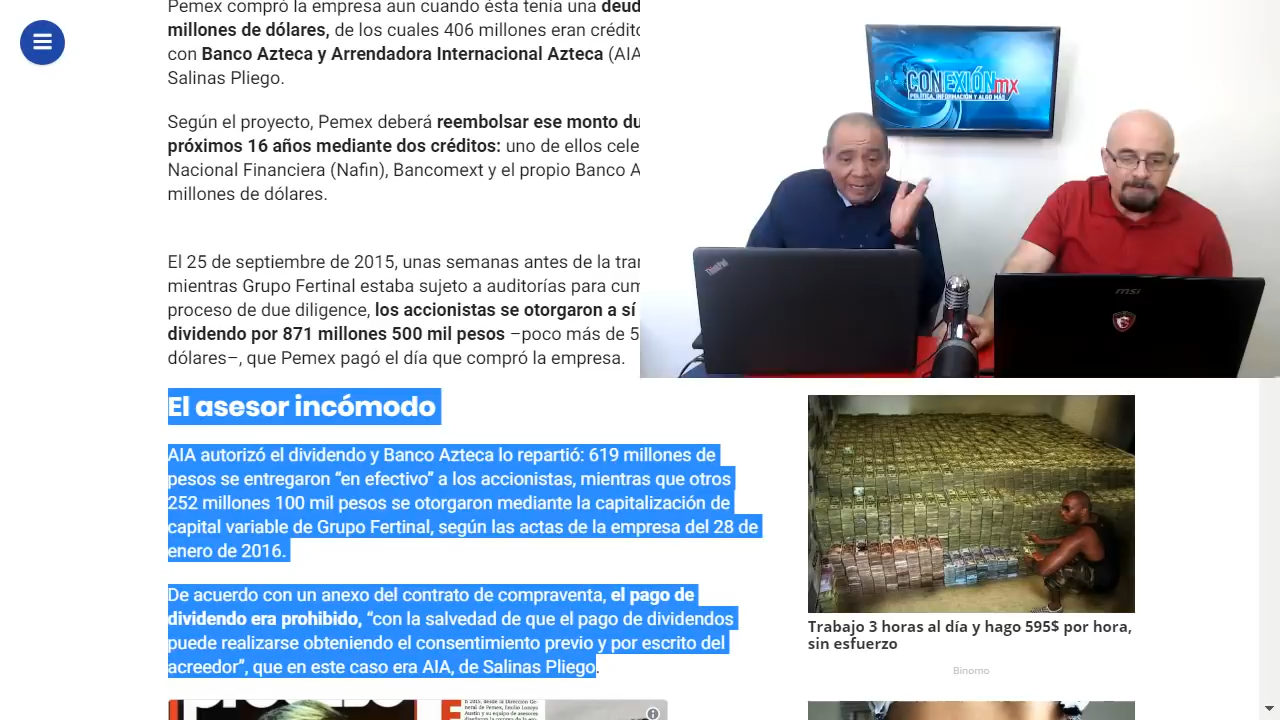 Pemex compró la empresa aun cuando ésta tenía una deud
millones de dólares, de los cuales 406 millones eran crédito
con Banco Azteca y Arrendadora Internacional Azteca (AIA
Salinas Pliego.
Según el proyecto, Pemex deberá reembolsar ese monto du
próximos 16 años mediante dos créditos: uno de ellos cele
Nacional Financiera (Nafin), Bancomext y el propio Banco A
millones de dólares.
El 25 de septiembre de 2015, unas semanas antes de la tran
mientras Grupo Fertinal estaba sujeto a auditorías para cum
proceso de due diligence, los accionistas se otorgaron a sí
dividendo por 871 millones 500 mil pesos –poco más de 5
dólares–, que Pemex pagó el día que compró la empresa.
El asesor incómodo
AIA autorizó el dividendo y Banco Azteca lo repartió: 619 millones de
pesos se entregaron “en efectivo” a los accionistas, mientras que otros
252 millones 100 mil pesos se otorgaron mediante la capitalización de
capital variable de Grupo Fertinal, según las actas de la empresa del 28 de
enero de 2016.
De acuerdo con un anexo del contrato de compraventa, el pago de
dividendo era prohibido, “con la salvedad de que el pago de dividendos
puede realizarse obteniendo el consentimiento previo y por escrito del
acreedor”, que en este caso era AIA, de Salinas Pliego.
CONEXIÓN mx
POLÍTICA, INFORMACIÓN Y ALGO MÁS
ThinkPad
msi
Trabajo 3 horas al día y hago 595$ por hora,
sin esfuerzo
Binomo